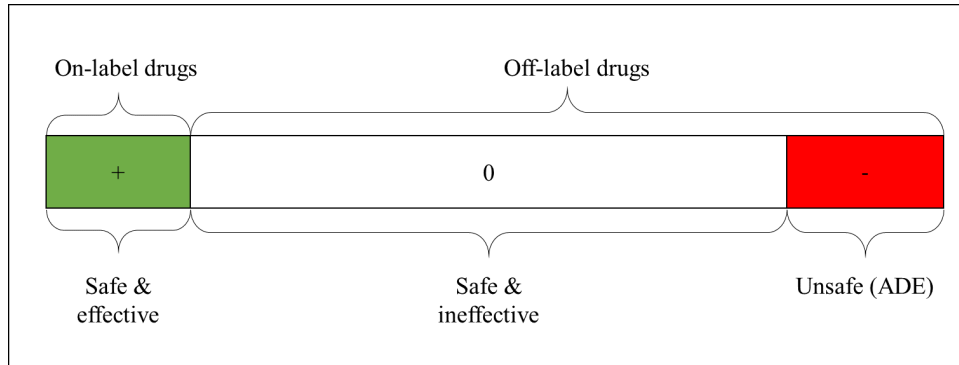 On-label drugs
Off-label drugs
+
0
-
Safe &
effective
Safe &
ineffective
Unsafe (ADE)